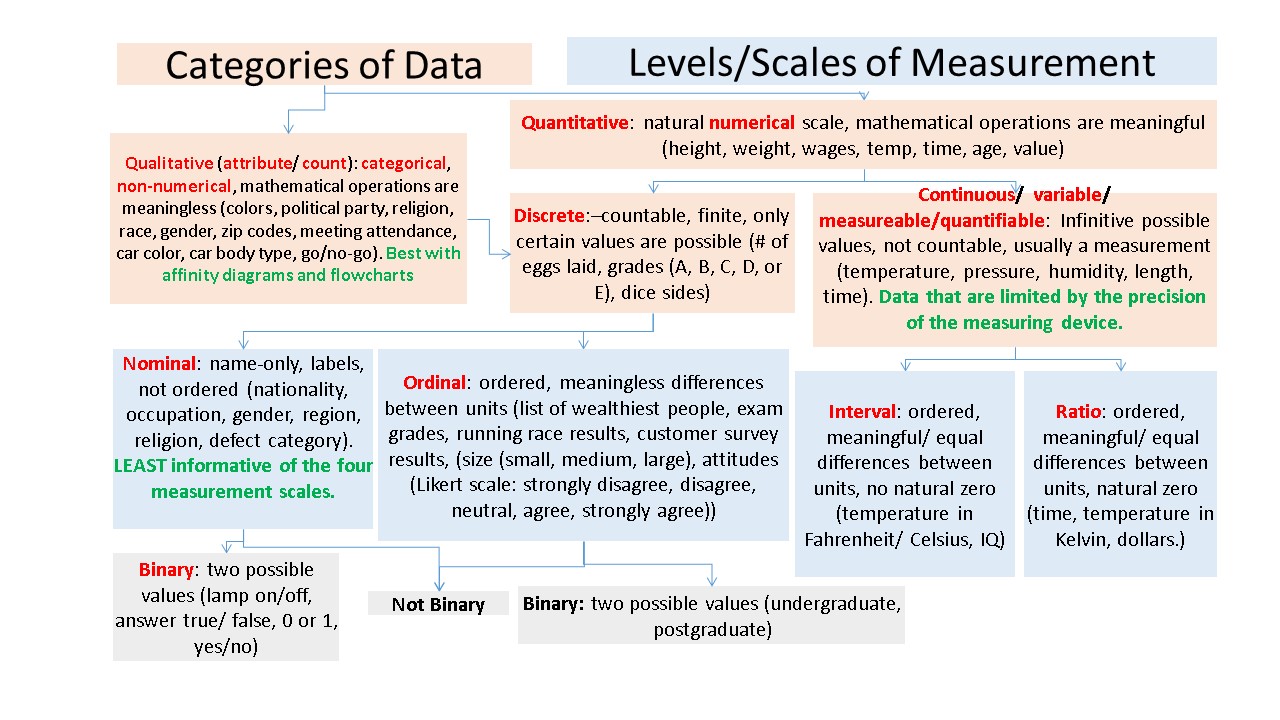 Categories of Data
Levels/Scales of Measurement
Quantitative: natural numerical scale, mathematical operations are meaningful
(height, weight, wages, temp, time, age, value)
Qualitative (attribute/ count): categorical,
non-numerical, mathematical operations are
meaningless (colors, political party, religion,
race, gender, zip codes, meeting attendance,
car color, car body type, go/no-go). Best with
affinity diagrams and flowcharts
Discrete:–countable, finite, only
certain values are possible (# of
eggs laid, grades (A, B, C, D, or
E), dice sides)
Continuous/ variable/
measureable/quantifiable: Infinitive possible
values, not countable, usually a measurement
(temperature, pressure, humidity, length,
time). Data that are limited by the precision
of the measuring device.
Nominal: name-only, labels,
not ordered (nationality,
occupation, gender, region,
religion, defect category).
LEAST informative of the four
measurement scales.
Ordinal: ordered, meaningless differences
between units (list of wealthiest people, exam
grades, running race results, customer survey
results, (size (small, medium, large), attitudes
(Likert scale: strongly disagree, disagree,
neutral, agree, strongly agree))
Interval: ordered,
meaningful/ equal
differences between
units, no natural zero
(temperature in
Fahrenheit/ Celsius, IQ)
Ratio: ordered,
meaningful/ equal
differences between
units, natural zero
(time, temperature in
Kelvin, dollars.)
Binary: two possible
values (lamp on/off,
answer true/ false, 0 or 1,
yes/no)
Not Binary
Binary: two possible values (undergraduate,
postgraduate)